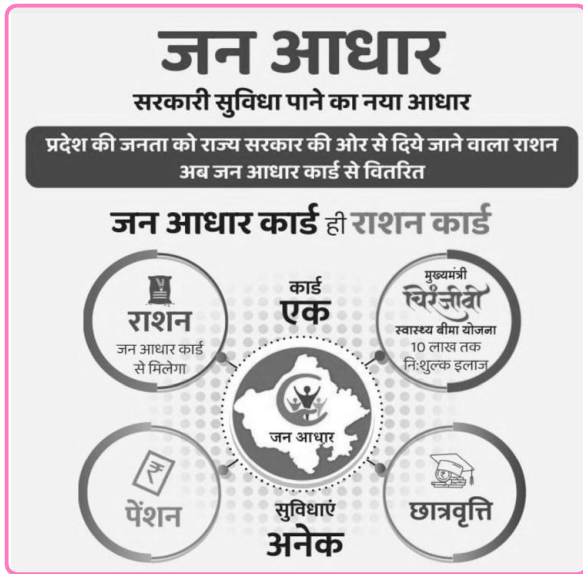 जन आधार
सरकारी सुविधा पाने का नया आधार
प्रदेश की जनता को राज्य सरकार की ओर से दिये जाने वाला राशन
अब जन आधार कार्ड से वितरित
जन आधार कार्ड ही राशन कार्ड
राशन
जन आधार कार्ड
से मिलेगा
कार्ड
एक
मुख्यमंत्री
चिरंजीवी
स्वास्थ्य बीमा योजना
10 लाख तक
नि:शुल्क इलाज
जन आधार
₹
पेंशन
सुविधाएं
अनेक
छात्रवृत्ति